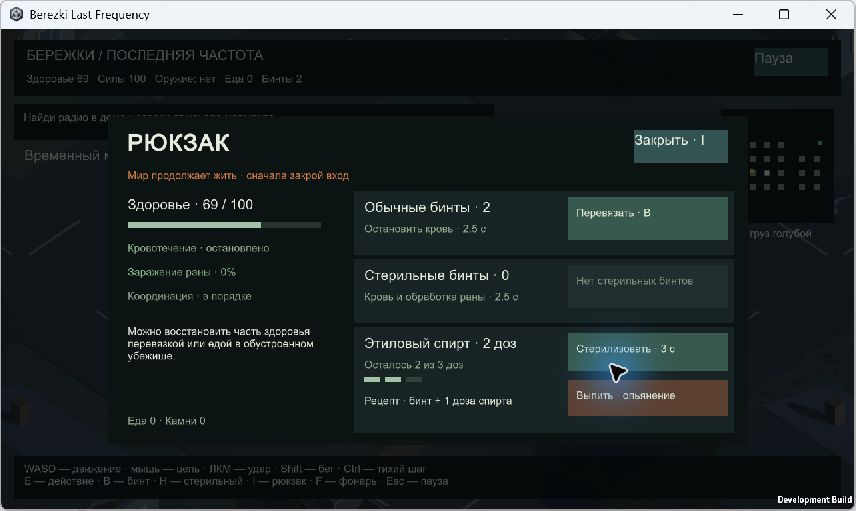 Berezki Last Frequency
БЕРЕЖКИ / ПОСЛЕДНЯЯ ЧАСТОТА
Здоровье 69 Силы 100 Оружие: нет Еда 0 Бинты 2
Пауза
Найди радио в
Временный
РЮКЗАК
Закрыть · I
Мир продолжает жить · сначала закрой вход
Здоровье · 69 / 100
Кровотечение · остановлено
Заражение раны · 0%
Координация · в порядке
Можно восстановить часть здоровья
перевязкой или едой в обустроенном
убежище.
Еда 0 · Камни 0
Обычные бинты · 2
Остановить кровь · 2.5 с
Перевязать · B
Стерильные бинты · 0
Кровь и обработка раны · 2.5 с
Нет стерильных бинтов
Этиловый спирт · 2 доз
Осталось 2 из 3 доз
Рецепт · бинт + 1 доза спирта
Стерилизовать · 3 с
Выпить · опьянение
груз голубой
WASD — движение · мышь — цель · ЛКМ — удар · Shift — бег · Ctrl — тихий шаг
E — действие · B — бинт · H — стерильный · I — рюкзак · F — фонарь · Esc — пауза
Development Build